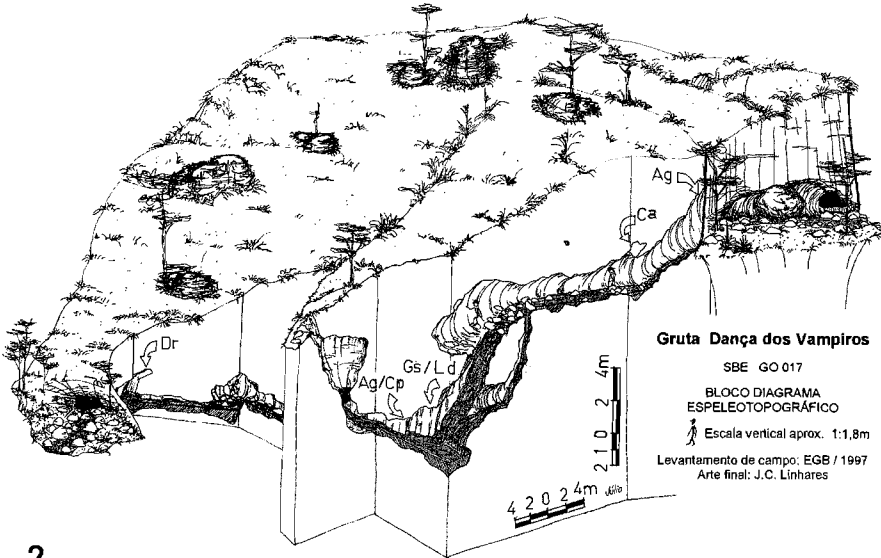 Ag
Ca
Dr
Gs/Ld
Ag/Cp
Gruta Dança dos Vampiros
SBE GO 017
BLOCO DIAGRAMA
ESPELEOTOPOGRÁFICO
Escala vertical aprox. 1:1,8m
Levantamento de campo: EGB / 1997
Arte final: J.C. Linhares
2 1 0 2 4m
4 2 0 2 4m
Júlio
2